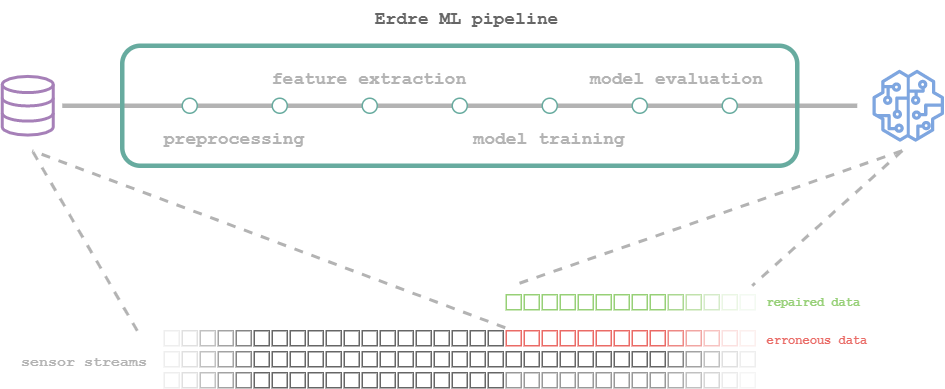 Erdre ML pipeline
feature extraction
model evaluation
preprocessing
model training
repaired data
erroneous data
sensor streams